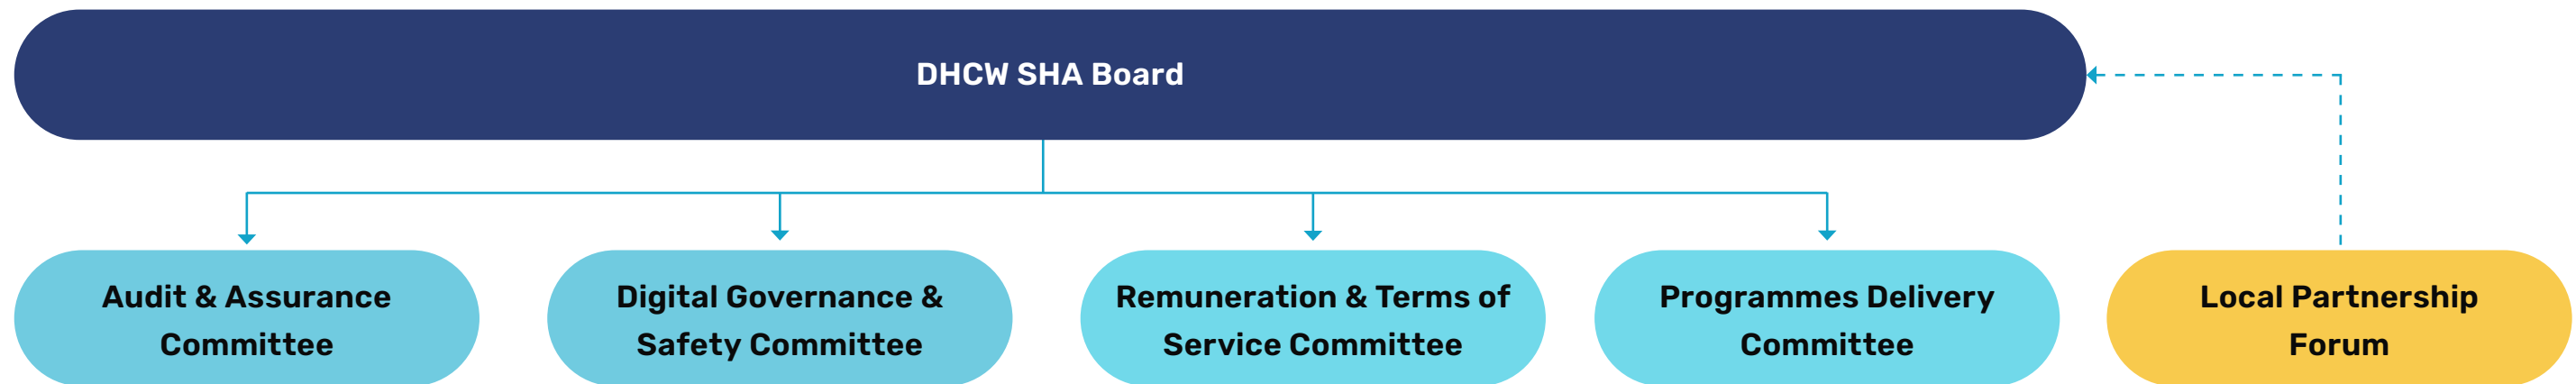 DHCW SHA Board
Audit & Assurance
Committee
Digital Governance &
Safety Committee
Remuneration & Terms of
Service Committee
Programmes Delivery
Committee
Local Partnership
Forum